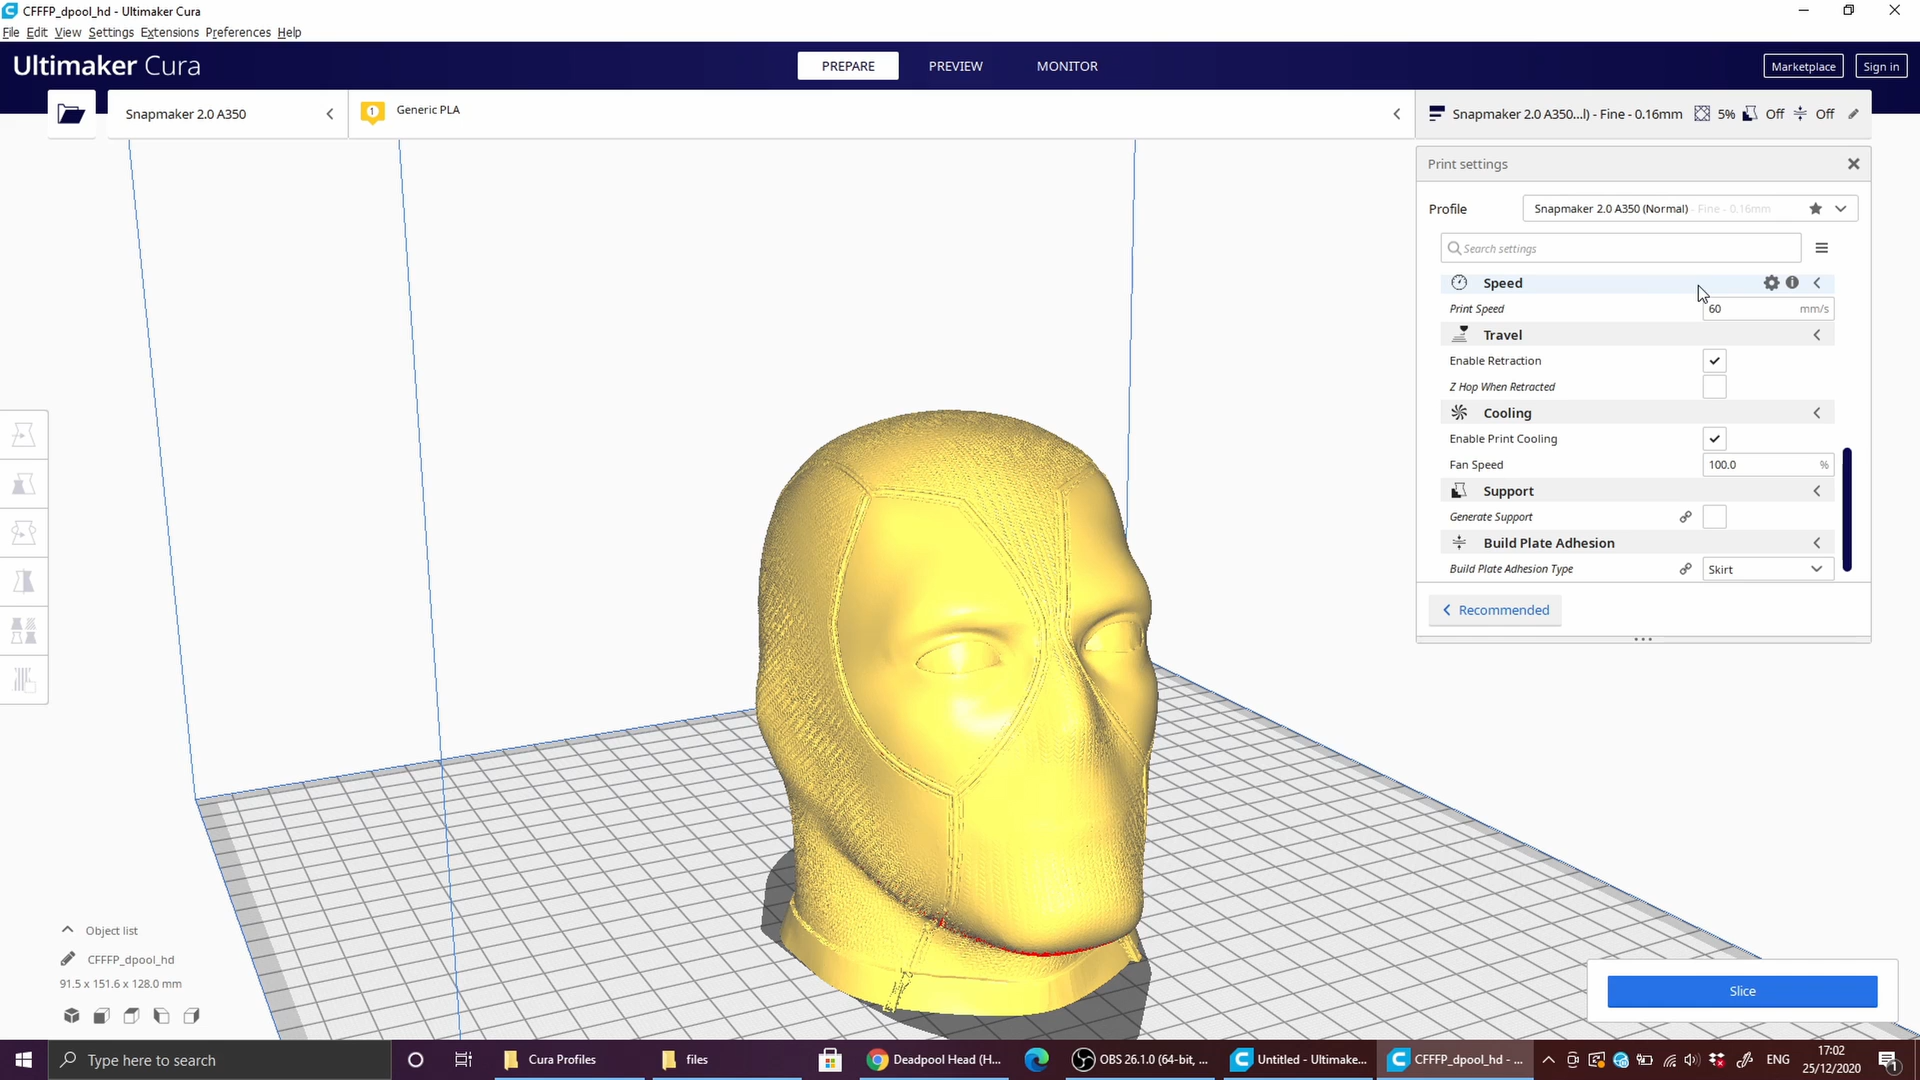 CFFFP_dpool_hd - Ultimaker Cura
File Edit View Settings Extensions Preferences Help
Ultimaker Cura
PREPARE
PREVIEW
MONITOR
Marketplace
Sign in
Snapmaker 2.0 A350
1
Generic PLA
Snapmaker 2.0 A350...l) - Fine - 0.16mm
5%
Off
Off
Print settings
Profile
Snapmaker 2.0 A350 (Normal) - Fine - 0.16mm
Search settings
Speed
Print Speed
60 mm/s
Travel
Enable Retraction
Z Hop When Retracted
Cooling
Enable Print Cooling
Fan Speed
100.0 %
Support
Generate Support
Build Plate Adhesion
Build Plate Adhesion Type
Skirt
Recommended
Object list
CFFFP_dpool_hd
91.5 x 151.6 x 128.0 mm
Slice
Type here to search
Cura Profiles
files
Deadpool Head (H...
OBS 26.1.0 (64-bit, ...
Untitled - Ultimake...
CFFFP_dpool_hd - ...
ENG
17:02
25/12/2020
1